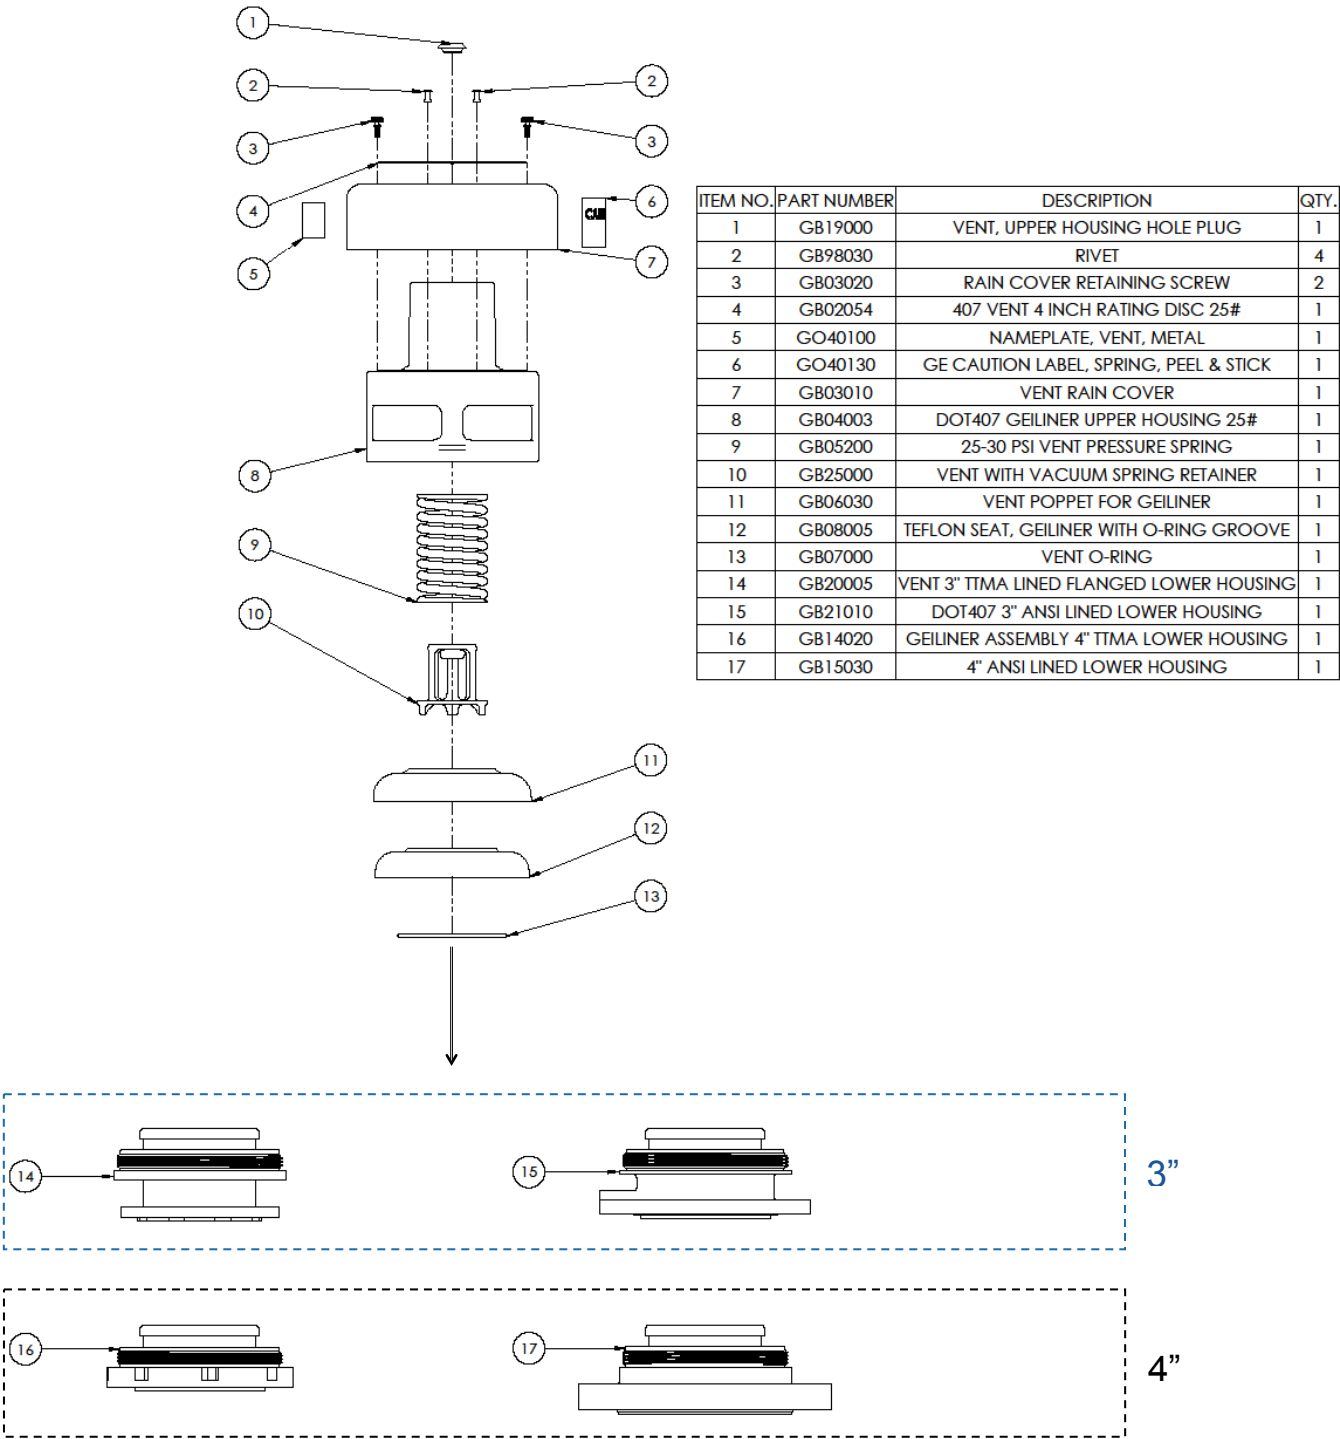 1
2
2
3
3
4
5
6
CAU
7
8
9
10
11
12
13
ITEM NO. PART NUMBER DESCRIPTION QTY.
1 GB19000 VENT, UPPER HOUSING HOLE PLUG 1
2 GB98030 RIVET 4
3 GB03020 RAIN COVER RETAINING SCREW 2
4 GB02054 407 VENT 4 INCH RATING DISC 25# 1
5 GO40100 NAMEPLATE, VENT, METAL 1
6 GO40130 GE CAUTION LABEL, SPRING, PEEL & STICK 1
7 GB03010 VENT RAIN COVER 1
8 GB04003 DOT407 GEILINER UPPER HOUSING 25# 1
9 GB05200 25-30 PSI VENT PRESSURE SPRING 1
10 GB25000 VENT WITH VACUUM SPRING RETAINER 1
11 GB06030 VENT POPPET FOR GEILINER 1
12 GB08005 TEFLON SEAT, GEILINER WITH O-RING GROOVE 1
13 GB07000 VENT O-RING 1
14 GB20005 VENT 3" TTMA LINED FLANGED LOWER HOUSING 1
15 GB21010 DOT407 3" ANSI LINED LOWER HOUSING 1
16 GB14020 GEILINER ASSEMBLY 4" TTMA LOWER HOUSING 1
17 GB15030 4" ANSI LINED LOWER HOUSING 1
14
15
3”
16
17
4”